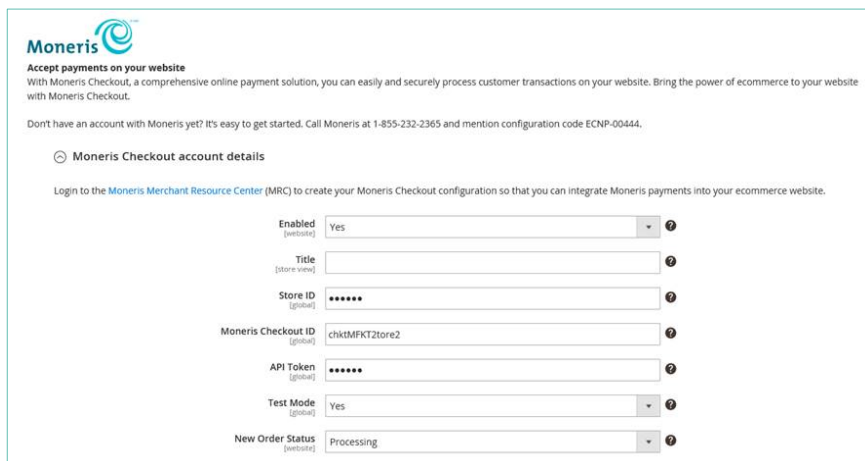 Moneris
Accept payments on your website
With Moneris Checkout, a comprehensive online payment solution, you can easily and securely process customer transactions on your website. Bring the power of ecommerce to your website
with Moneris Checkout.
Don't have an account with Moneris yet? It's easy to get started. Call Moneris at 1-855-232-2365 and mention configuration code ECNP-00444.
Moneris Checkout account details
Login to the Moneris Merchant Resource Center (MRC) to create your Moneris Checkout configuration so that you can integrate Moneris payments into your ecommerce website.
Enabled Yes ?
[website]
Title ?
[store view]
Store ID •••••• ?
[global]
Moneris Checkout ID chktMFKT2tore2 ?
[global]
API Token •••••• ?
[global]
Test Mode Yes ?
[global]
New Order Status Processing ?
[website]